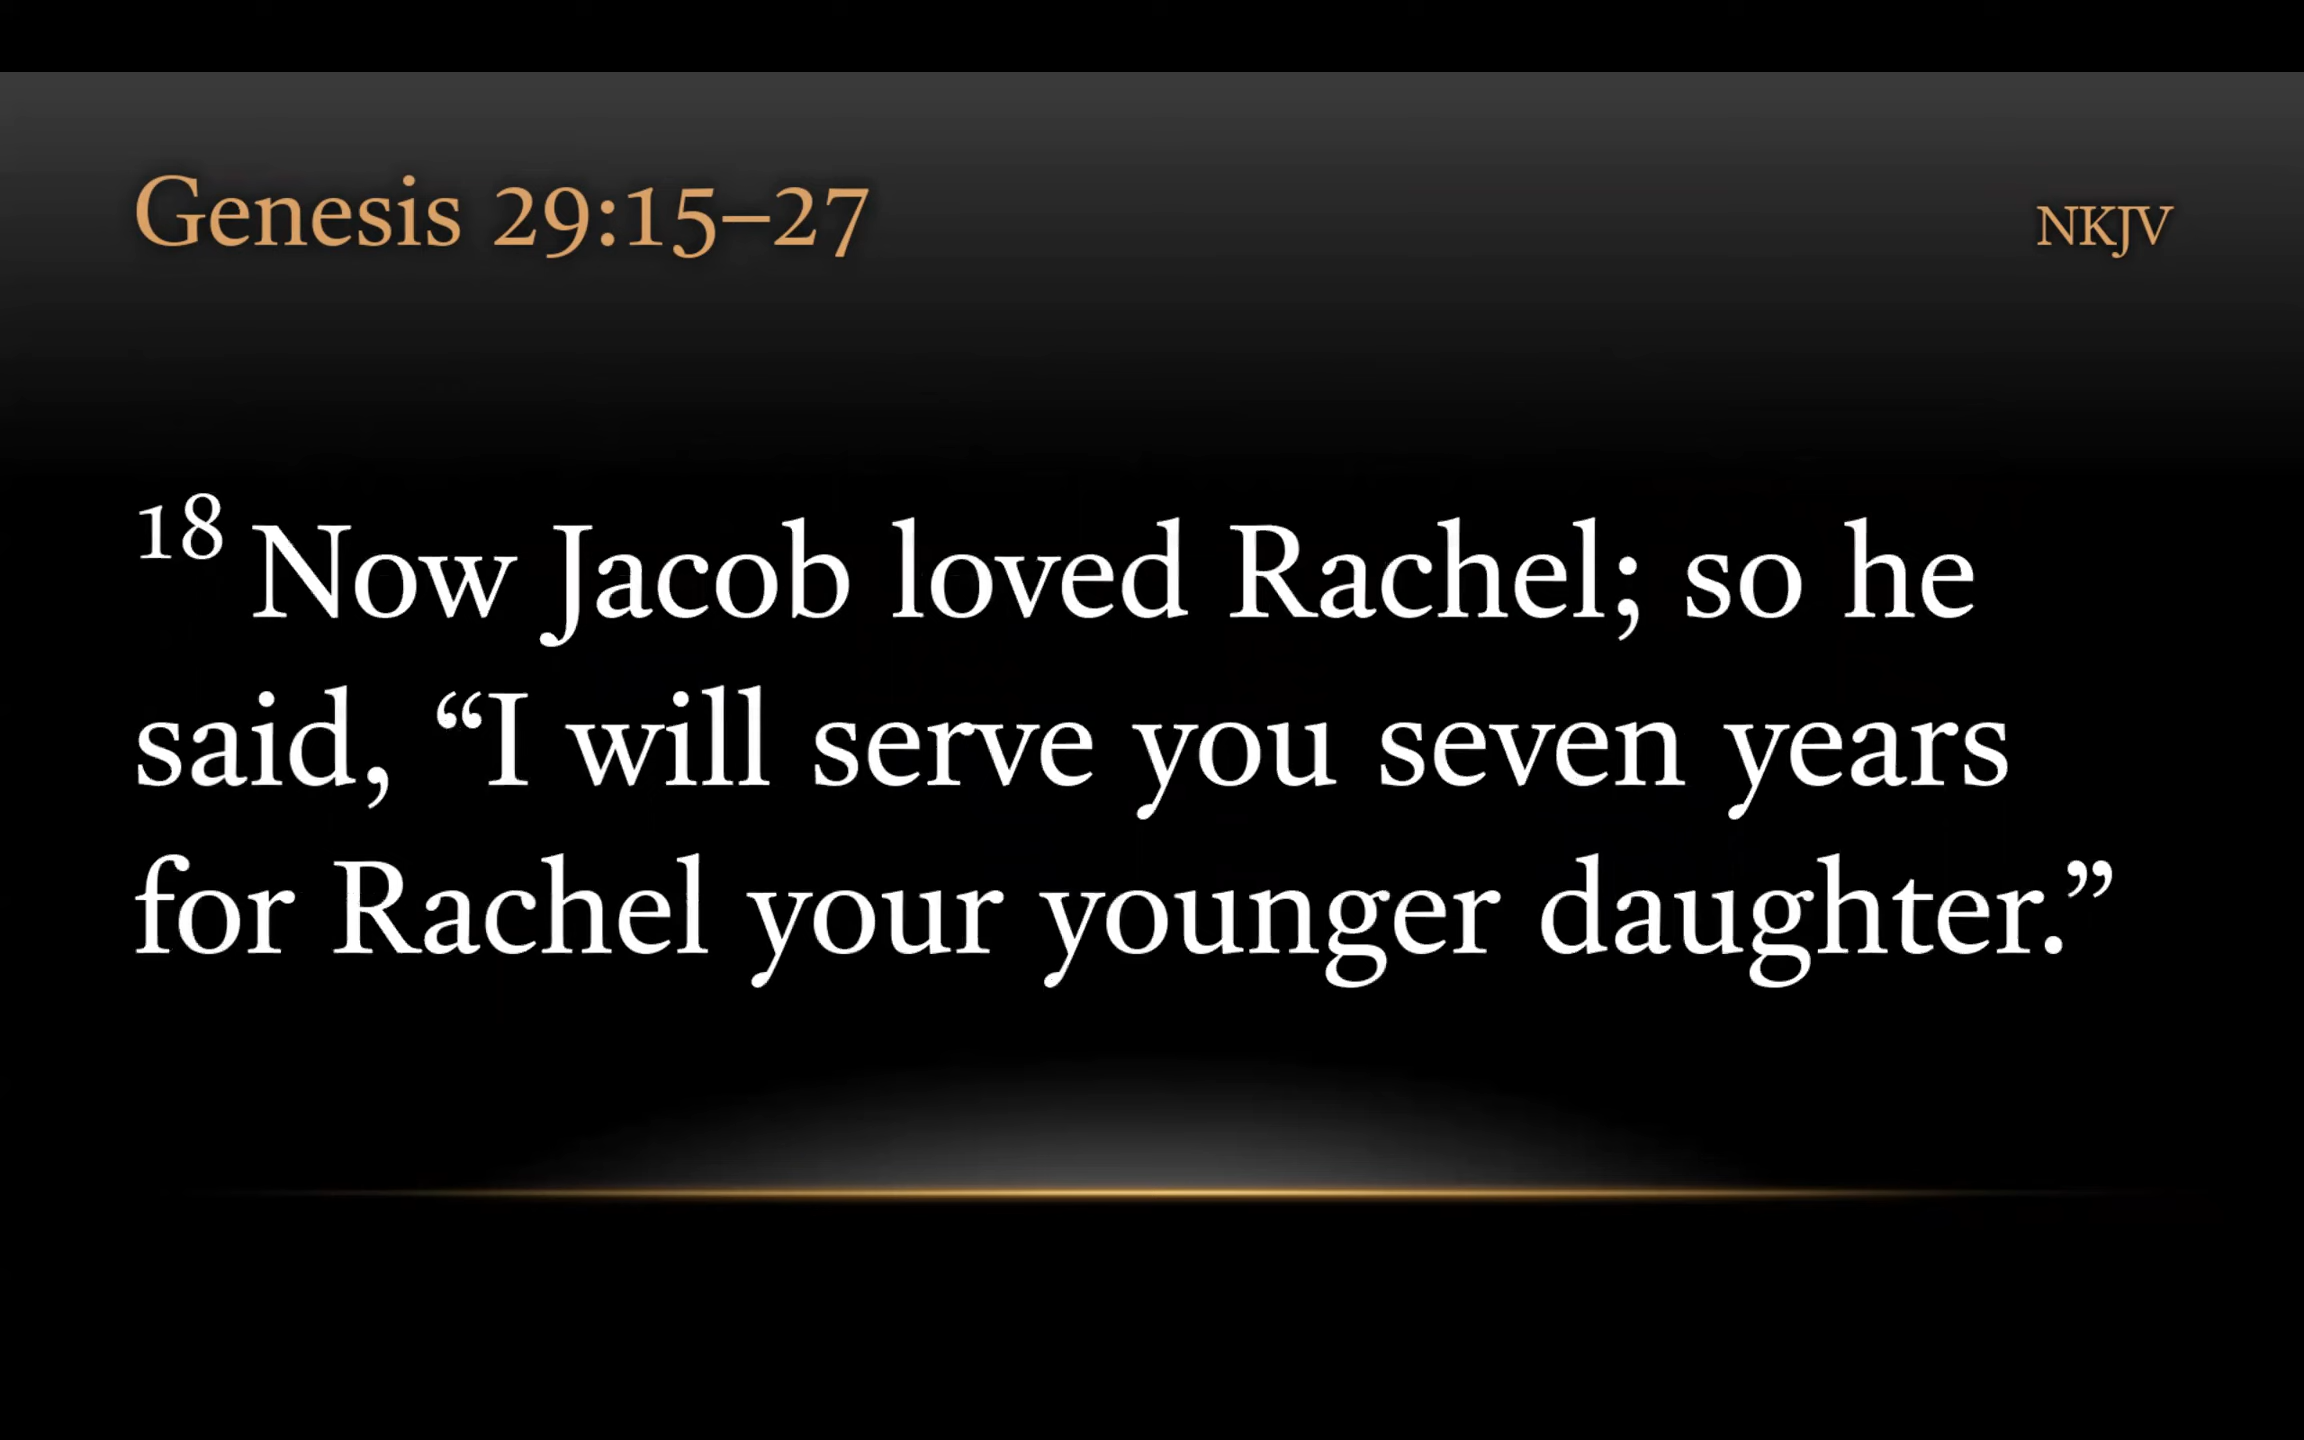 Genesis 29:15–27
NKJV
18 Now Jacob loved Rachel; so he
said, “I will serve you seven years
for Rachel your younger daughter.”